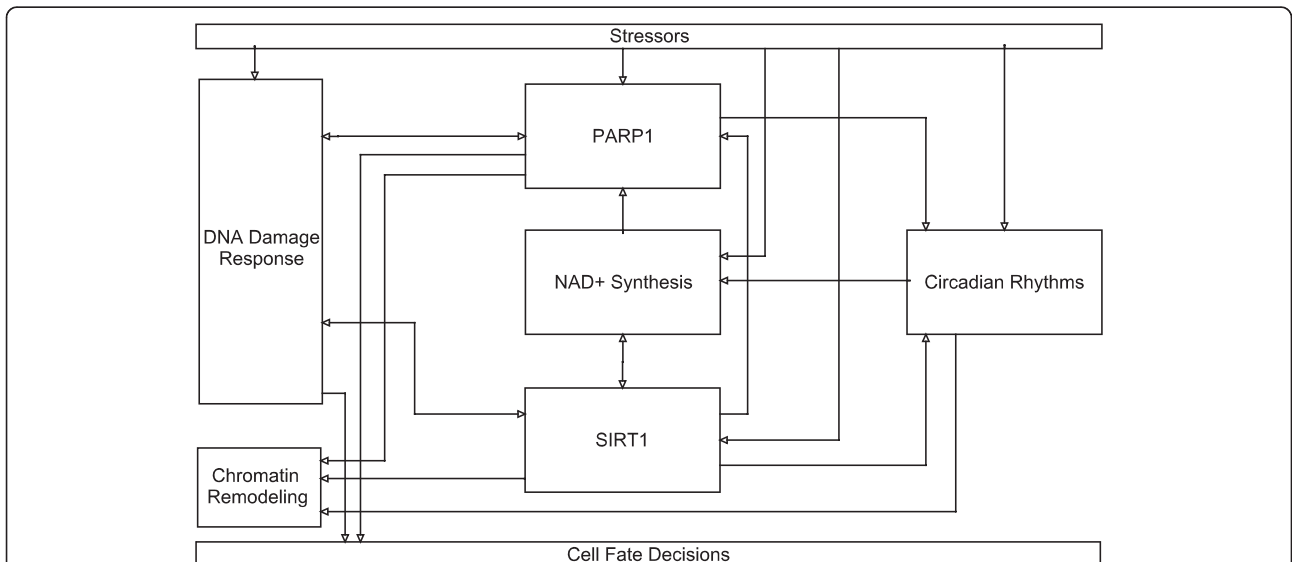 Stressors
PARP1
DNA Damage
Response
NAD+ Synthesis
Circadian Rhythms
SIRT1
Chromatin
Remodeling
Cell Fate Decisions